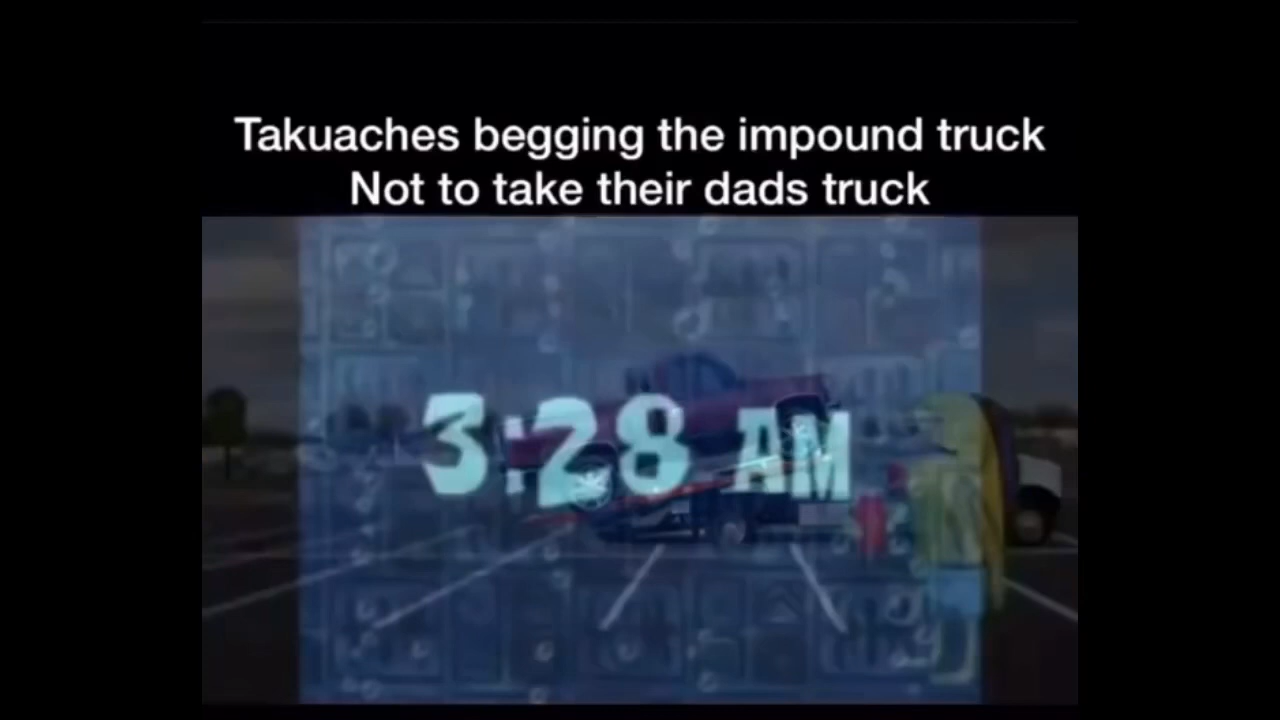 Takuaches begging the impound truck
Not to take their dads truck
3:28 AM